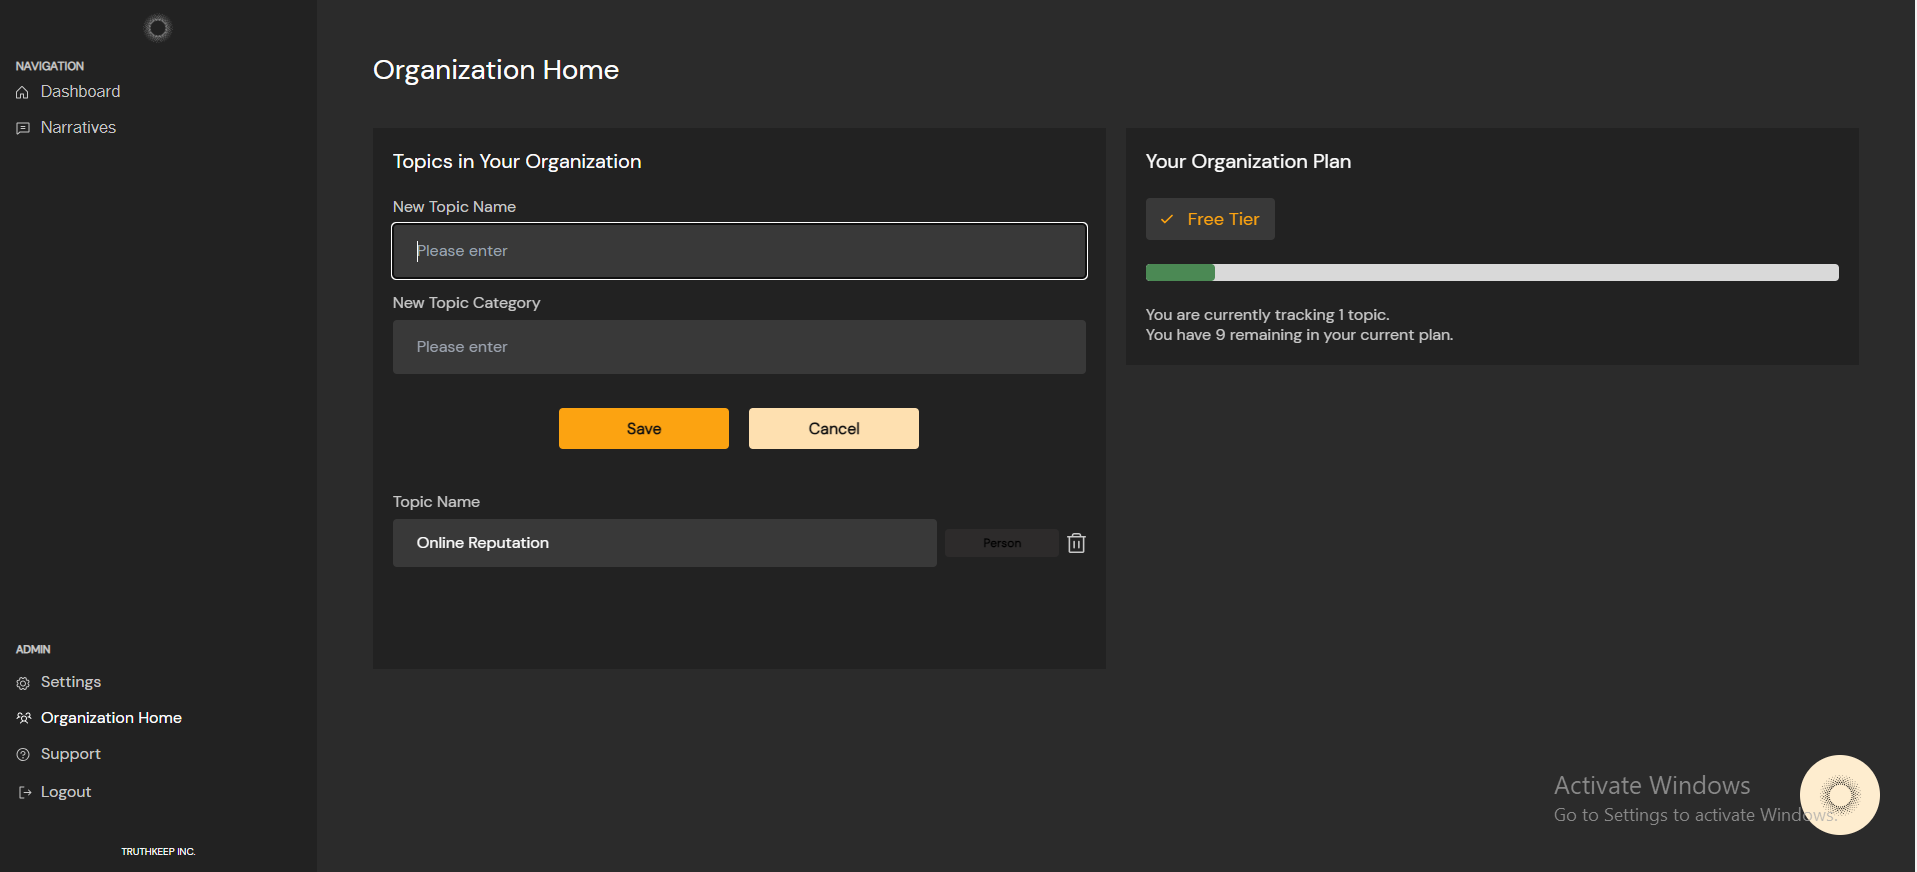 NAVIGATION
Dashboard
Narratives
ADMIN
Settings
Organization Home
Support
Logout
TRUTHKEEP INC.
Organization Home
Topics in Your Organization
New Topic Name
Please enter
New Topic Category
Please enter
Save
Cancel
Topic Name
Online Reputation
Person
Your Organization Plan
Free Tier
You are currently tracking 1 topic.
You have 9 remaining in your current plan.
Activate Windows
Go to Settings to activate Windows.